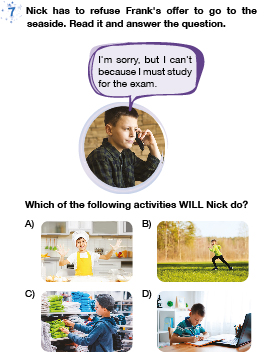 7 Nick has to refuse Frank's offer to go to the
seaside. Read it and answer the question.
I'm sorry, but I can't
because I must study
for the exam.
Which of the following activities WILL Nick do?
A) B)
C) D)